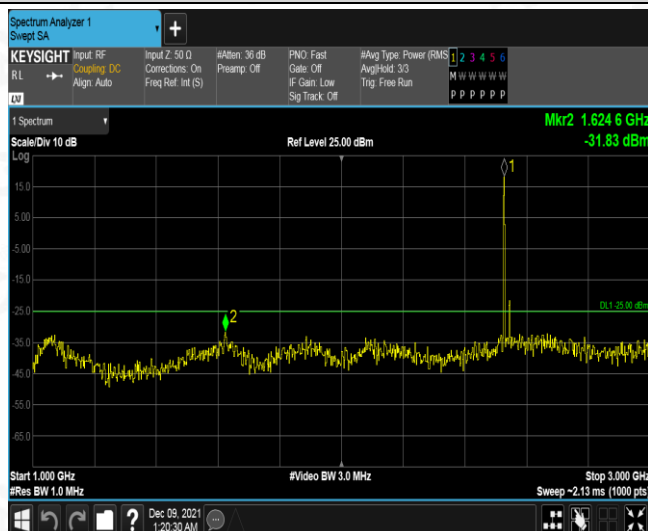 Spectrum Analyzer 1
Swept SA
+
KEYSIGHT
R L
LXI
Input: RF
Coupling: DC
Align: Auto
Input Z: 50 Ω
Corrections: On
Freq Ref: Int (S)
#Atten: 36 dB
Preamp: Off
PNO: Fast
Gate: Off
IF Gain: Low
Sig Track: Off
#Avg Type: Power (RMS
Avg|Hold: 3/3
Trig: Free Run
1 2 3 4 5 6
M W W W W W
P P P P P P
1 Spectrum
Scale/Div 10 dB
Log
Ref Level 25.00 dBm
Mkr2 1.624 6 GHz
-31.83 dBm
15.0
5.00
-5.00
-15.0
-25.0
-35.0
-45.0
-55.0
-65.0
1
2
DL1 -25.00 dBm
Start 1.000 GHz
#Res BW 1.0 MHz
#Video BW 3.0 MHz
Stop 3.000 GHz
Sweep ~2.13 ms (1000 pts)
?
Dec 09, 2021
1:20:30 AM